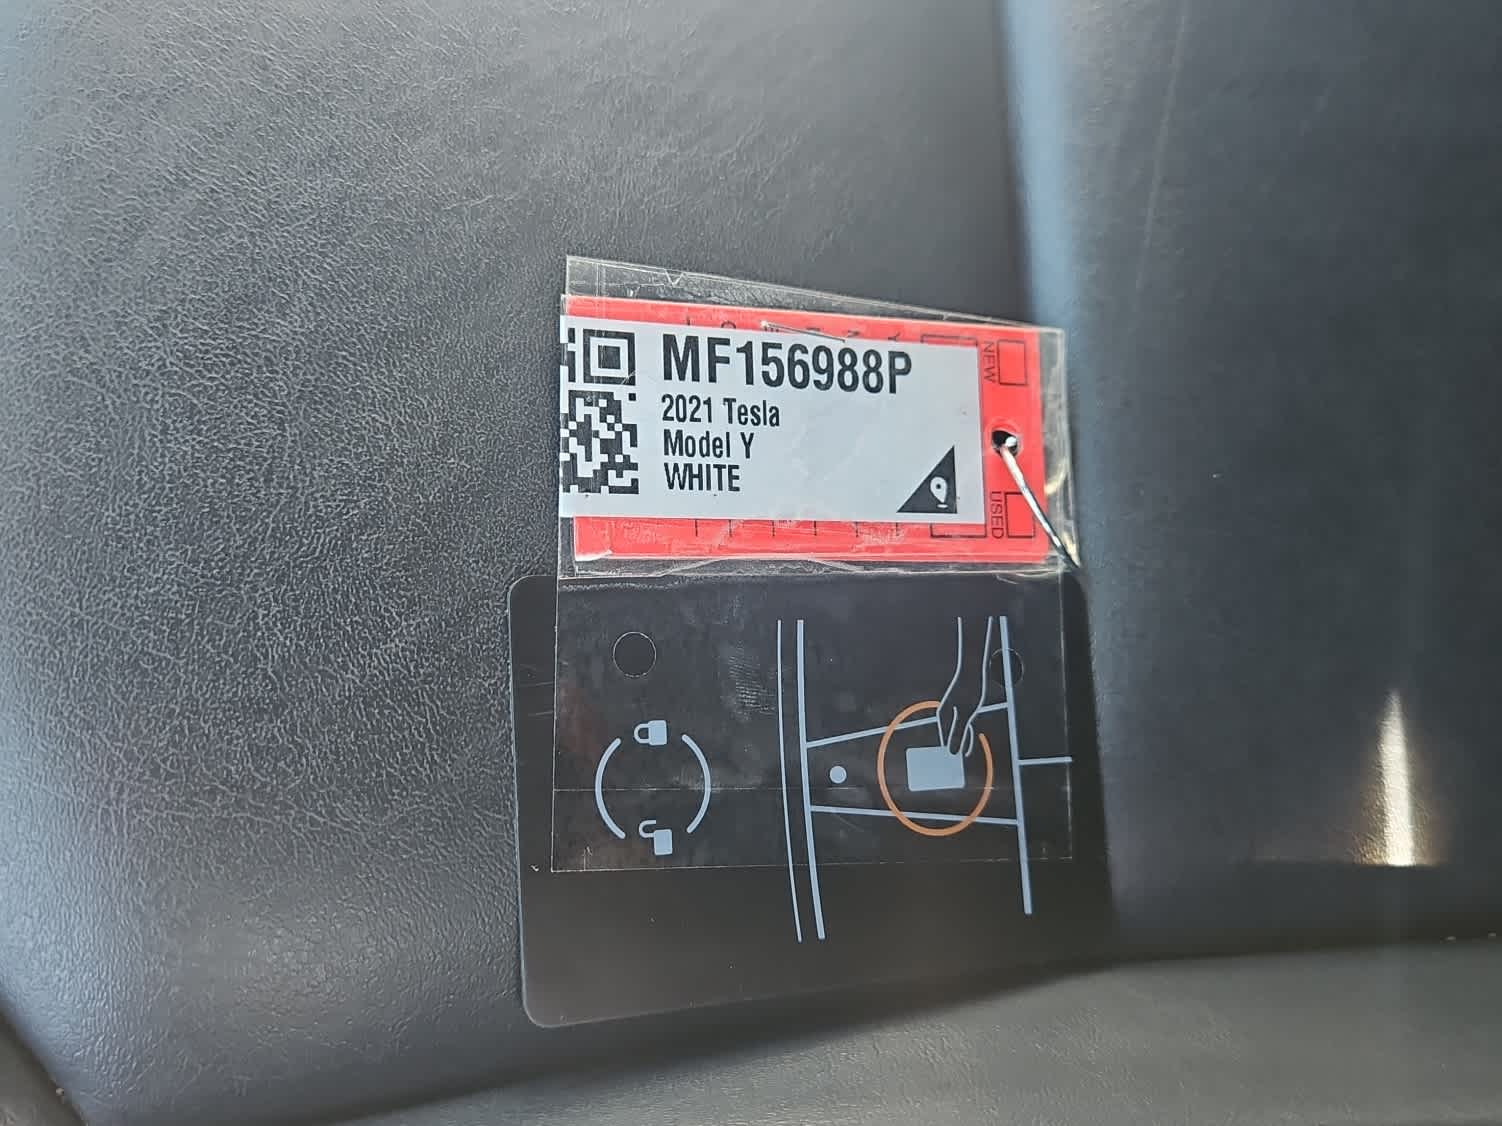 MF156988P
2021 Tesla
Model Y
WHITE
NEW
USED